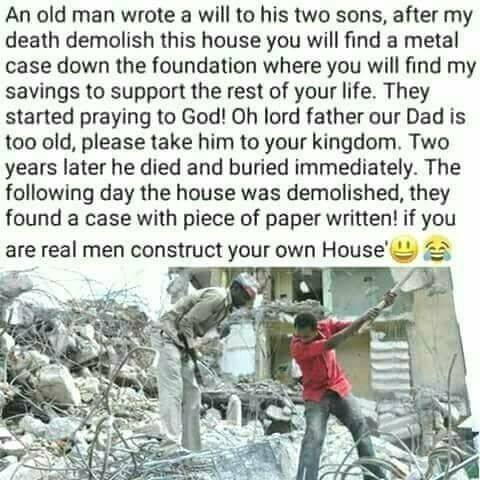 An old man wrote a will to his two sons, after my
death demolish this house you will find a metal
case down the foundation where you will find my
savings to support the rest of your life. They
started praying to God! Oh lord father our Dad is
too old, please take him to your kingdom. Two
years later he died and buried immediately. The
following day the house was demolished, they
found a case with piece of paper written! if you
are real men construct your own House'😃😂